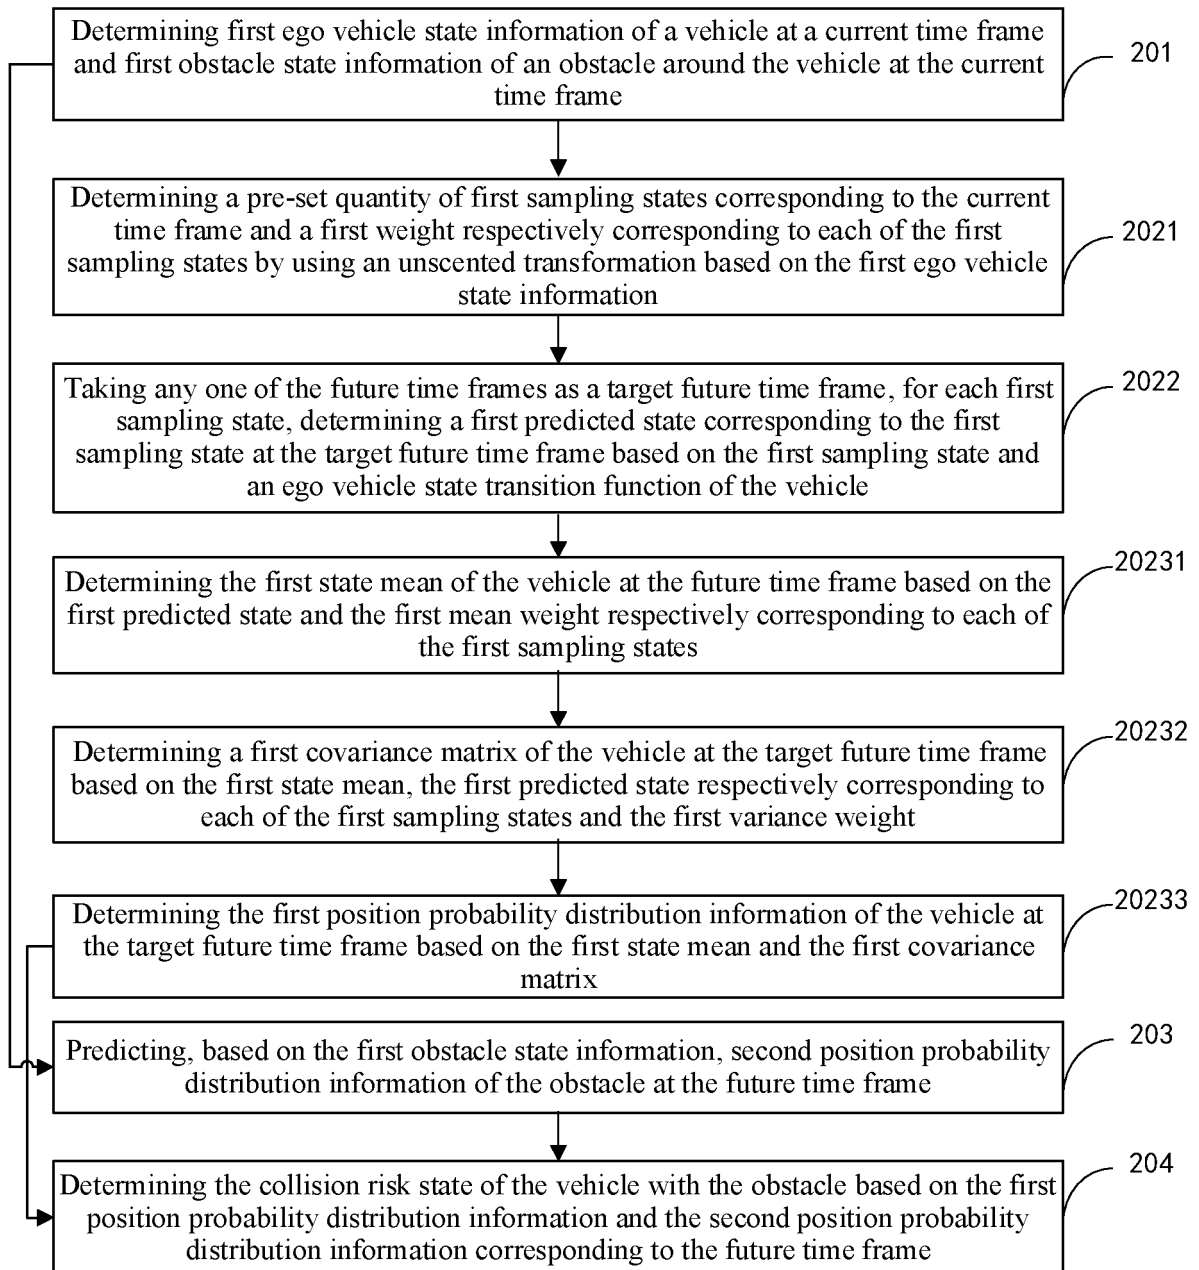 Determining first ego vehicle state information of a vehicle at a current time frame
and first obstacle state information of an obstacle around the vehicle at the current
time frame
201
Determining a pre-set quantity of first sampling states corresponding to the current
time frame and a first weight respectively corresponding to each of the first
sampling states by using an unscented transformation based on the first ego vehicle
state information
2021
Taking any one of the future time frames as a target future time frame, for each first
sampling state, determining a first predicted state corresponding to the first
sampling state at the target future time frame based on the first sampling state and
an ego vehicle state transition function of the vehicle
2022
Determining the first state mean of the vehicle at the future time frame based on the
first predicted state and the first mean weight respectively corresponding to each of
the first sampling states
20231
Determining a first covariance matrix of the vehicle at the target future time frame
based on the first state mean, the first predicted state respectively corresponding to
each of the first sampling states and the first variance weight
20232
Determining the first position probability distribution information of the vehicle at
the target future time frame based on the first state mean and the first covariance
matrix
20233
Predicting, based on the first obstacle state information, second position probability
distribution information of the obstacle at the future time frame
203
Determining the collision risk state of the vehicle with the obstacle based on the first
position probability distribution information and the second position probability
distribution information corresponding to the future time frame
204